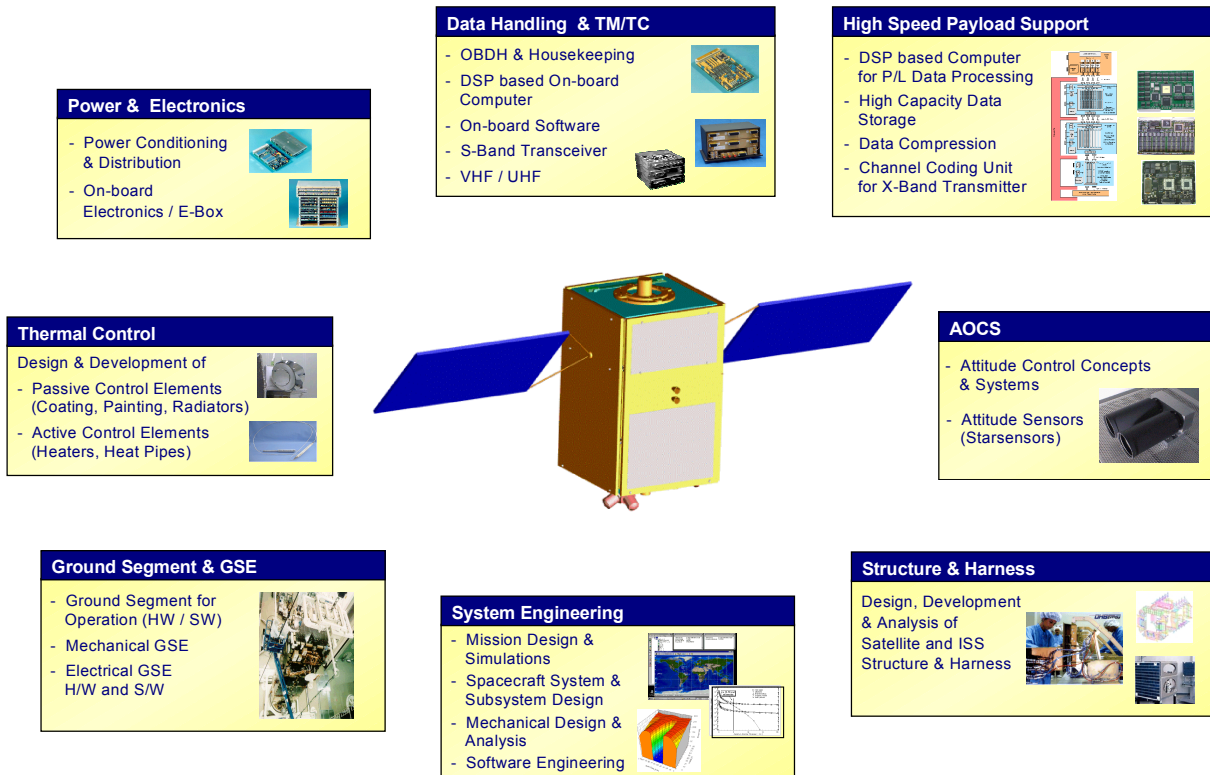 Data Handling & TM/TC
- OBDH & Housekeeping
- DSP based On-board
Computer
- On-board Software
- S-Band Transceiver
- VHF / UHF
High Speed Payload Support
- DSP based Computer
for P/L Data Processing
- High Capacity Data
Storage
- Data Compression
- Channel Coding Unit
for X-Band Transmitter
Power & Electronics
- Power Conditioning
& Distribution
- On-board
Electronics / E-Box
Thermal Control
Design & Development of
- Passive Control Elements
(Coating, Painting, Radiators)
- Active Control Elements
(Heaters, Heat Pipes)
AOCS
- Attitude Control Concepts
& Systems
- Attitude Sensors
(Starsensors)
Ground Segment & GSE
- Ground Segment for
Operation (HW / SW)
- Mechanical GSE
- Electrical GSE
H/W and S/W
System Engineering
- Mission Design &
Simulations
- Spacecraft System &
Subsystem Design
- Mechanical Design &
Analysis
- Software Engineering
Structure & Harness
Design, Development
& Analysis of
Satellite and ISS
Structure & Harness